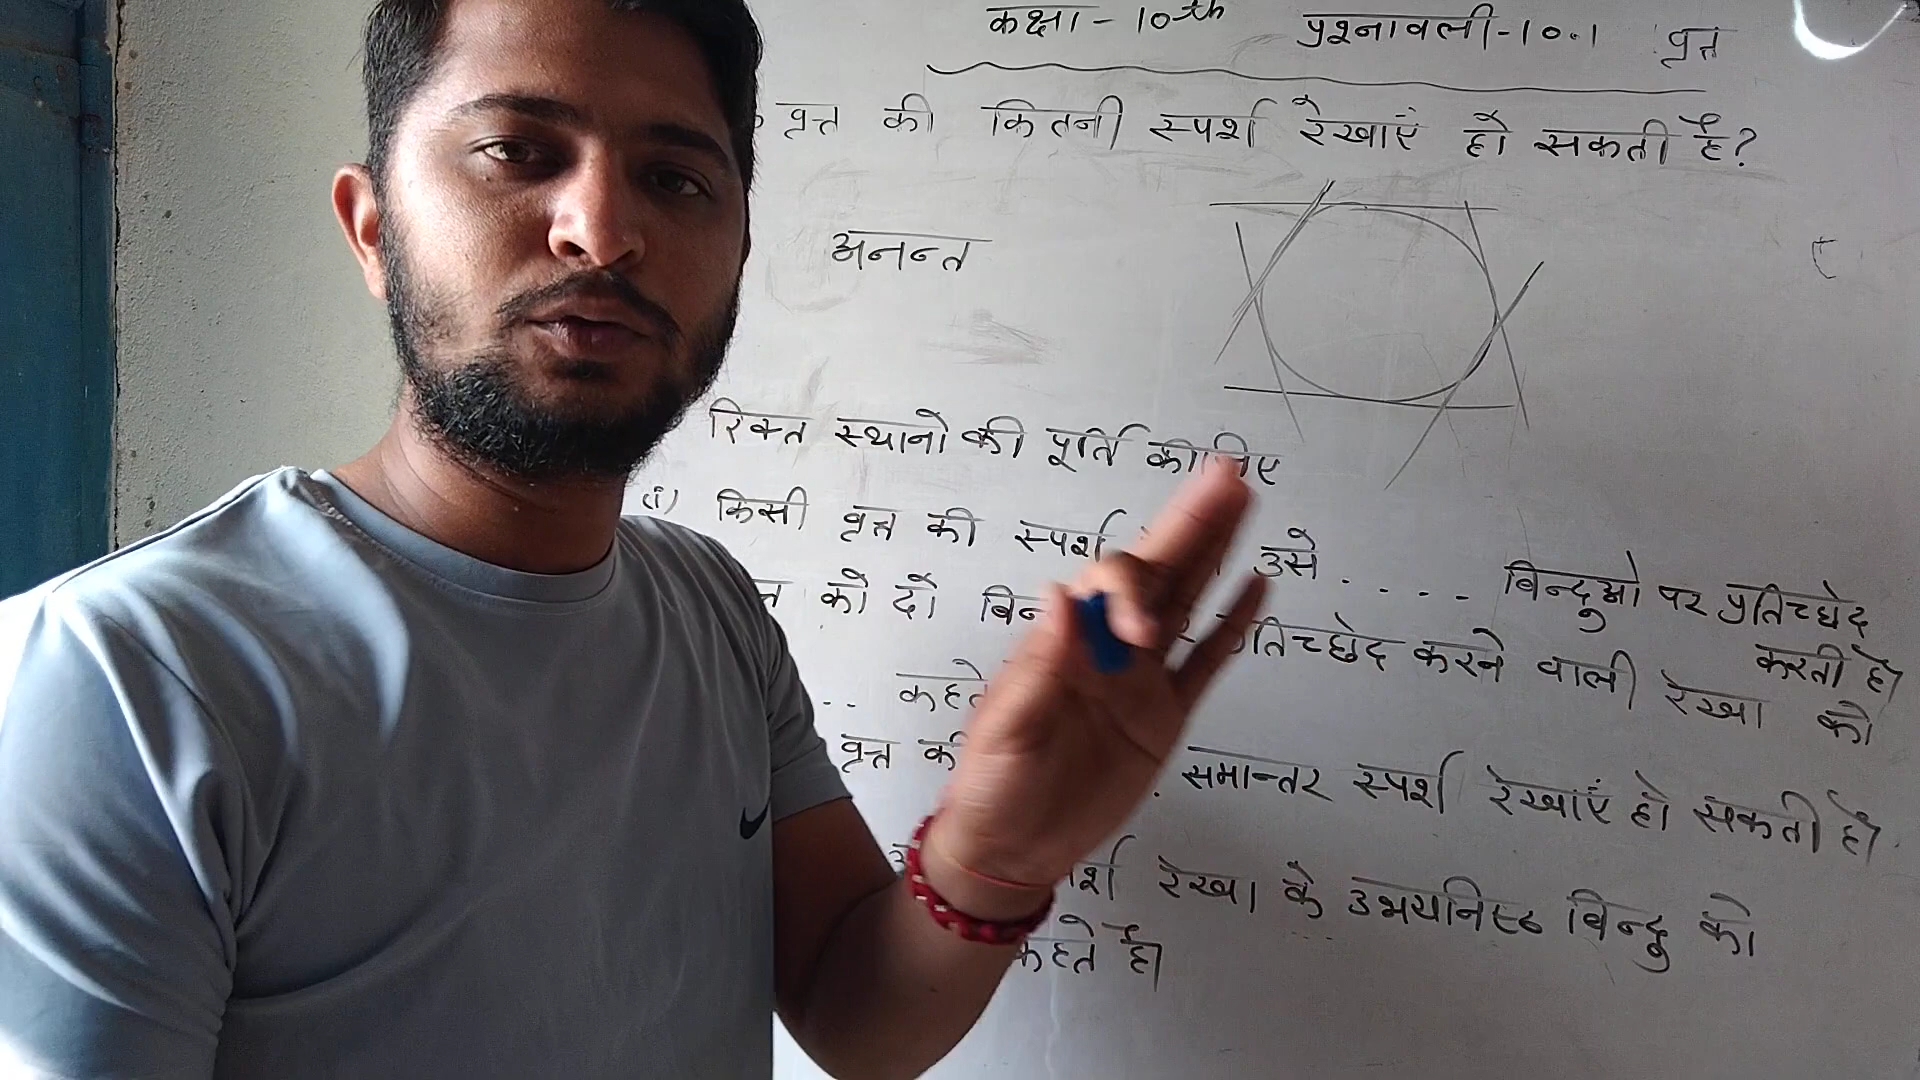 कक्षा - 10th प्रश्नावली - 10.1 वृत्त
वृत्त की कितनी स्पर्श रेखाएं हो सकती है?
अनन्त
रिक्त स्थानो की पूर्ति कीजिए
(i) किसी वृत्त की स्पर्श उसे . . . . बिन्दुओ पर प्रतिच्छेद
करती है।
को दो प्रतिच्छेद करने वाली रेखा को
.. कहते
वृत्त की . समान्तर स्पर्श रेखाएं हो सकती है।
रेखा के उभयनिष्ठ बिन्दु को
कहते है।